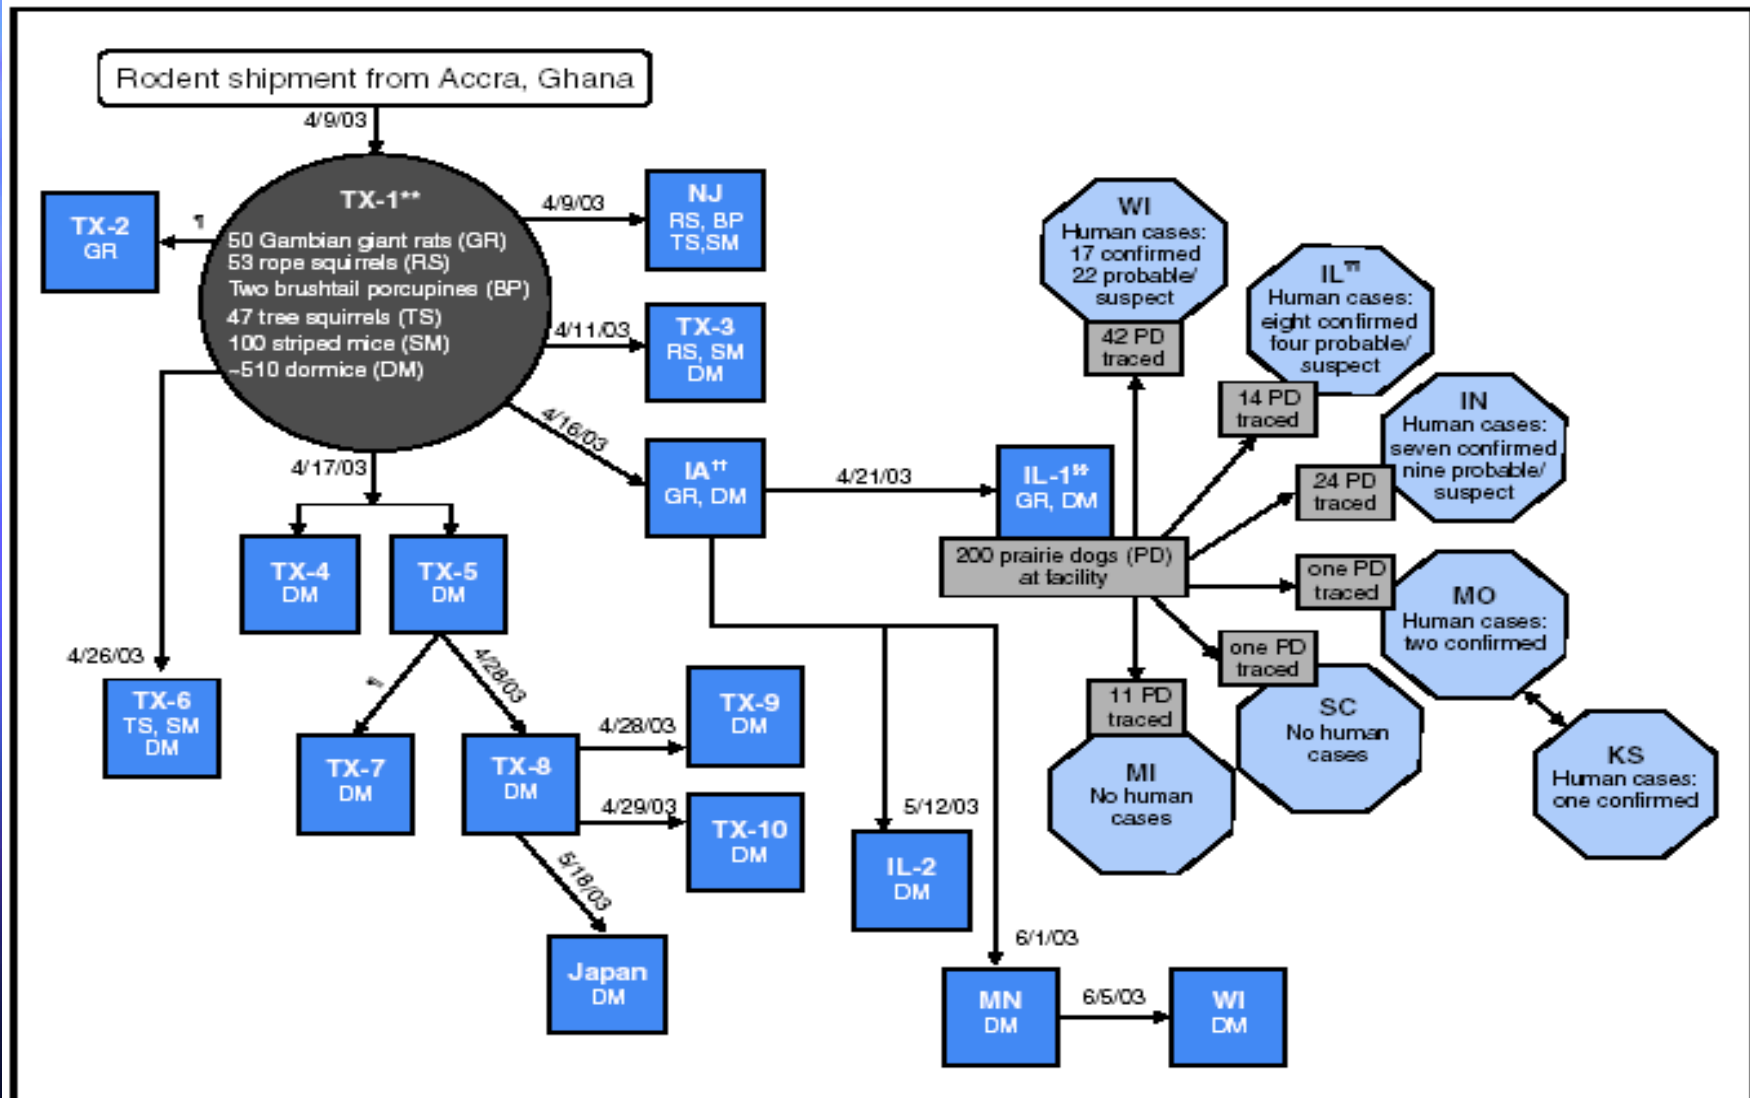 Rodent shipment from Accra, Ghana
4/9/03
TX-1**
50 Gambian giant rats (GR)
53 rope squirrels (RS)
Two brushtail porcupines (BP)
47 tree squirrels (TS)
100 striped mice (SM)
~510 dormice (DM)
¶
TX-2
GR
4/9/03
NJ
RS, BP
TS,SM
4/11/03
TX-3
RS, SM
DM
4/16/03
IA††
GR, DM
4/17/03
TX-4
DM
TX-5
DM
4/26/03
TX-6
TS, SM
DM
¶
TX-7
DM
4/28/03
TX-8
DM
4/28/03
TX-9
DM
4/29/03
TX-10
DM
5/18/03
Japan
DM
4/21/03
IL-1§§
GR, DM
200 prairie dogs (PD)
at facility
5/12/03
IL-2
DM
6/1/03
MN
DM
6/5/03
WI
DM
WI
Human cases:
17 confirmed
22 probable/
suspect
42 PD
traced
IL¶¶
Human cases:
eight confirmed
four probable/
suspect
14 PD
traced
IN
Human cases:
seven confirmed
nine probable/
suspect
24 PD
traced
one PD
traced
MO
Human cases:
two confirmed
one PD
traced
SC
No human
cases
11 PD
traced
MI
No human
cases
KS
Human cases:
one confirmed